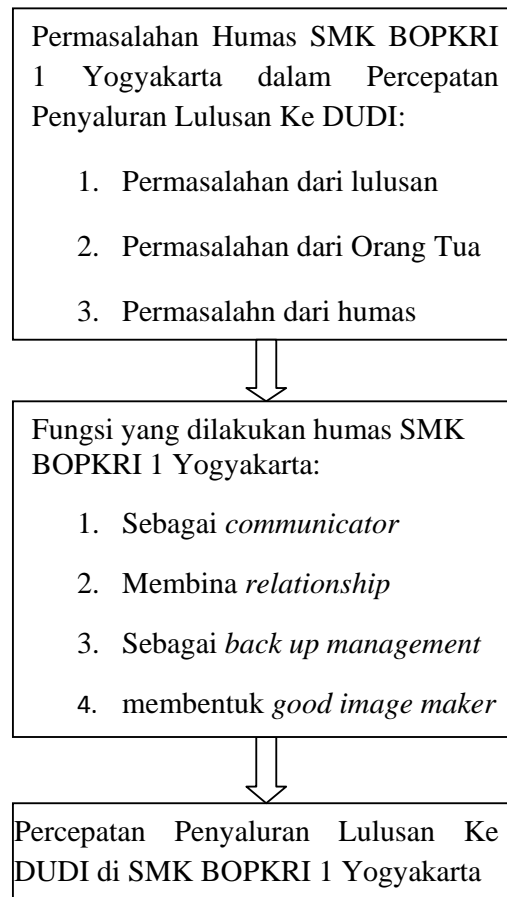 Permasalahan Humas SMK BOPKRI
1 Yogyakarta dalam Percepatan
Penyaluran Lulusan Ke DUDI:
1. Permasalahan dari lulusan
2. Permasalahan dari Orang Tua
3. Permasalahn dari humas
Fungsi yang dilakukan humas SMK
BOPKRI 1 Yogyakarta:
1. Sebagai communicator
2. Membina relationship
3. Sebagai back up management
4. membentuk good image maker
Percepatan Penyaluran Lulusan Ke
DUDI di SMK BOPKRI 1 Yogyakarta